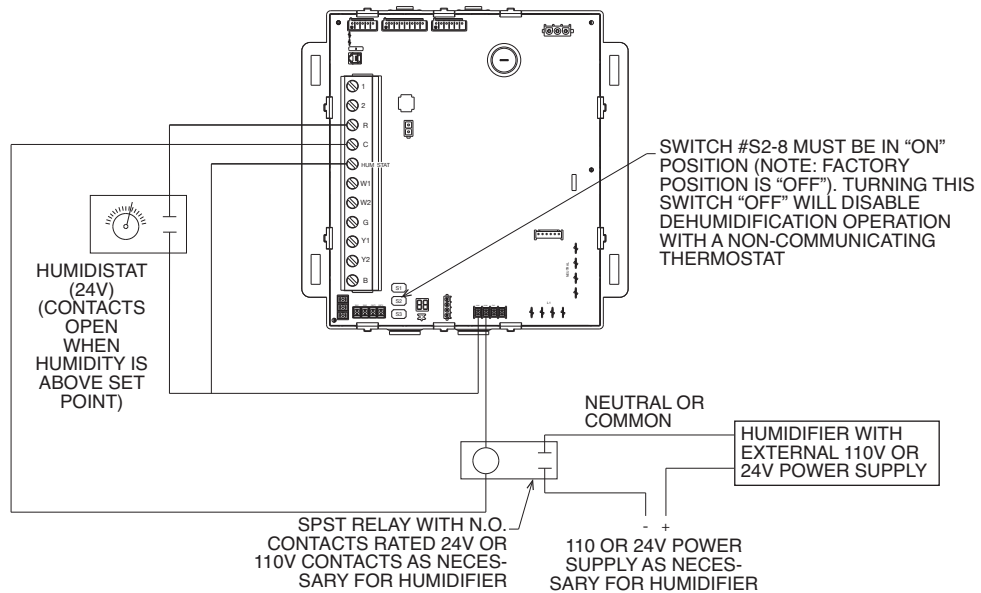 1
2
R
C
HUM STAT
W1
W2
G
Y1
Y2
B
S1
S2
S3
NEUTRAL
SWITCH #S2-8 MUST BE IN “ON”
POSITION (NOTE: FACTORY
POSITION IS “OFF”). TURNING THIS
SWITCH “OFF” WILL DISABLE
DEHUMIDIFICATION OPERATION
WITH A NON-COMMUNICATING
THERMOSTAT
HUMIDISTAT
(24V)
(CONTACTS
OPEN
WHEN
HUMIDITY IS
ABOVE SET
POINT)
NEUTRAL OR
COMMON
HUMIDIFIER WITH
EXTERNAL 110V OR
24V POWER SUPPLY
SPST RELAY WITH N.O.
CONTACTS RATED 24V OR
110V CONTACTS AS NECES-
SARY FOR HUMIDIFIER
- +
110 OR 24V POWER
SUPPLY AS NECES-
SARY FOR HUMIDIFIER